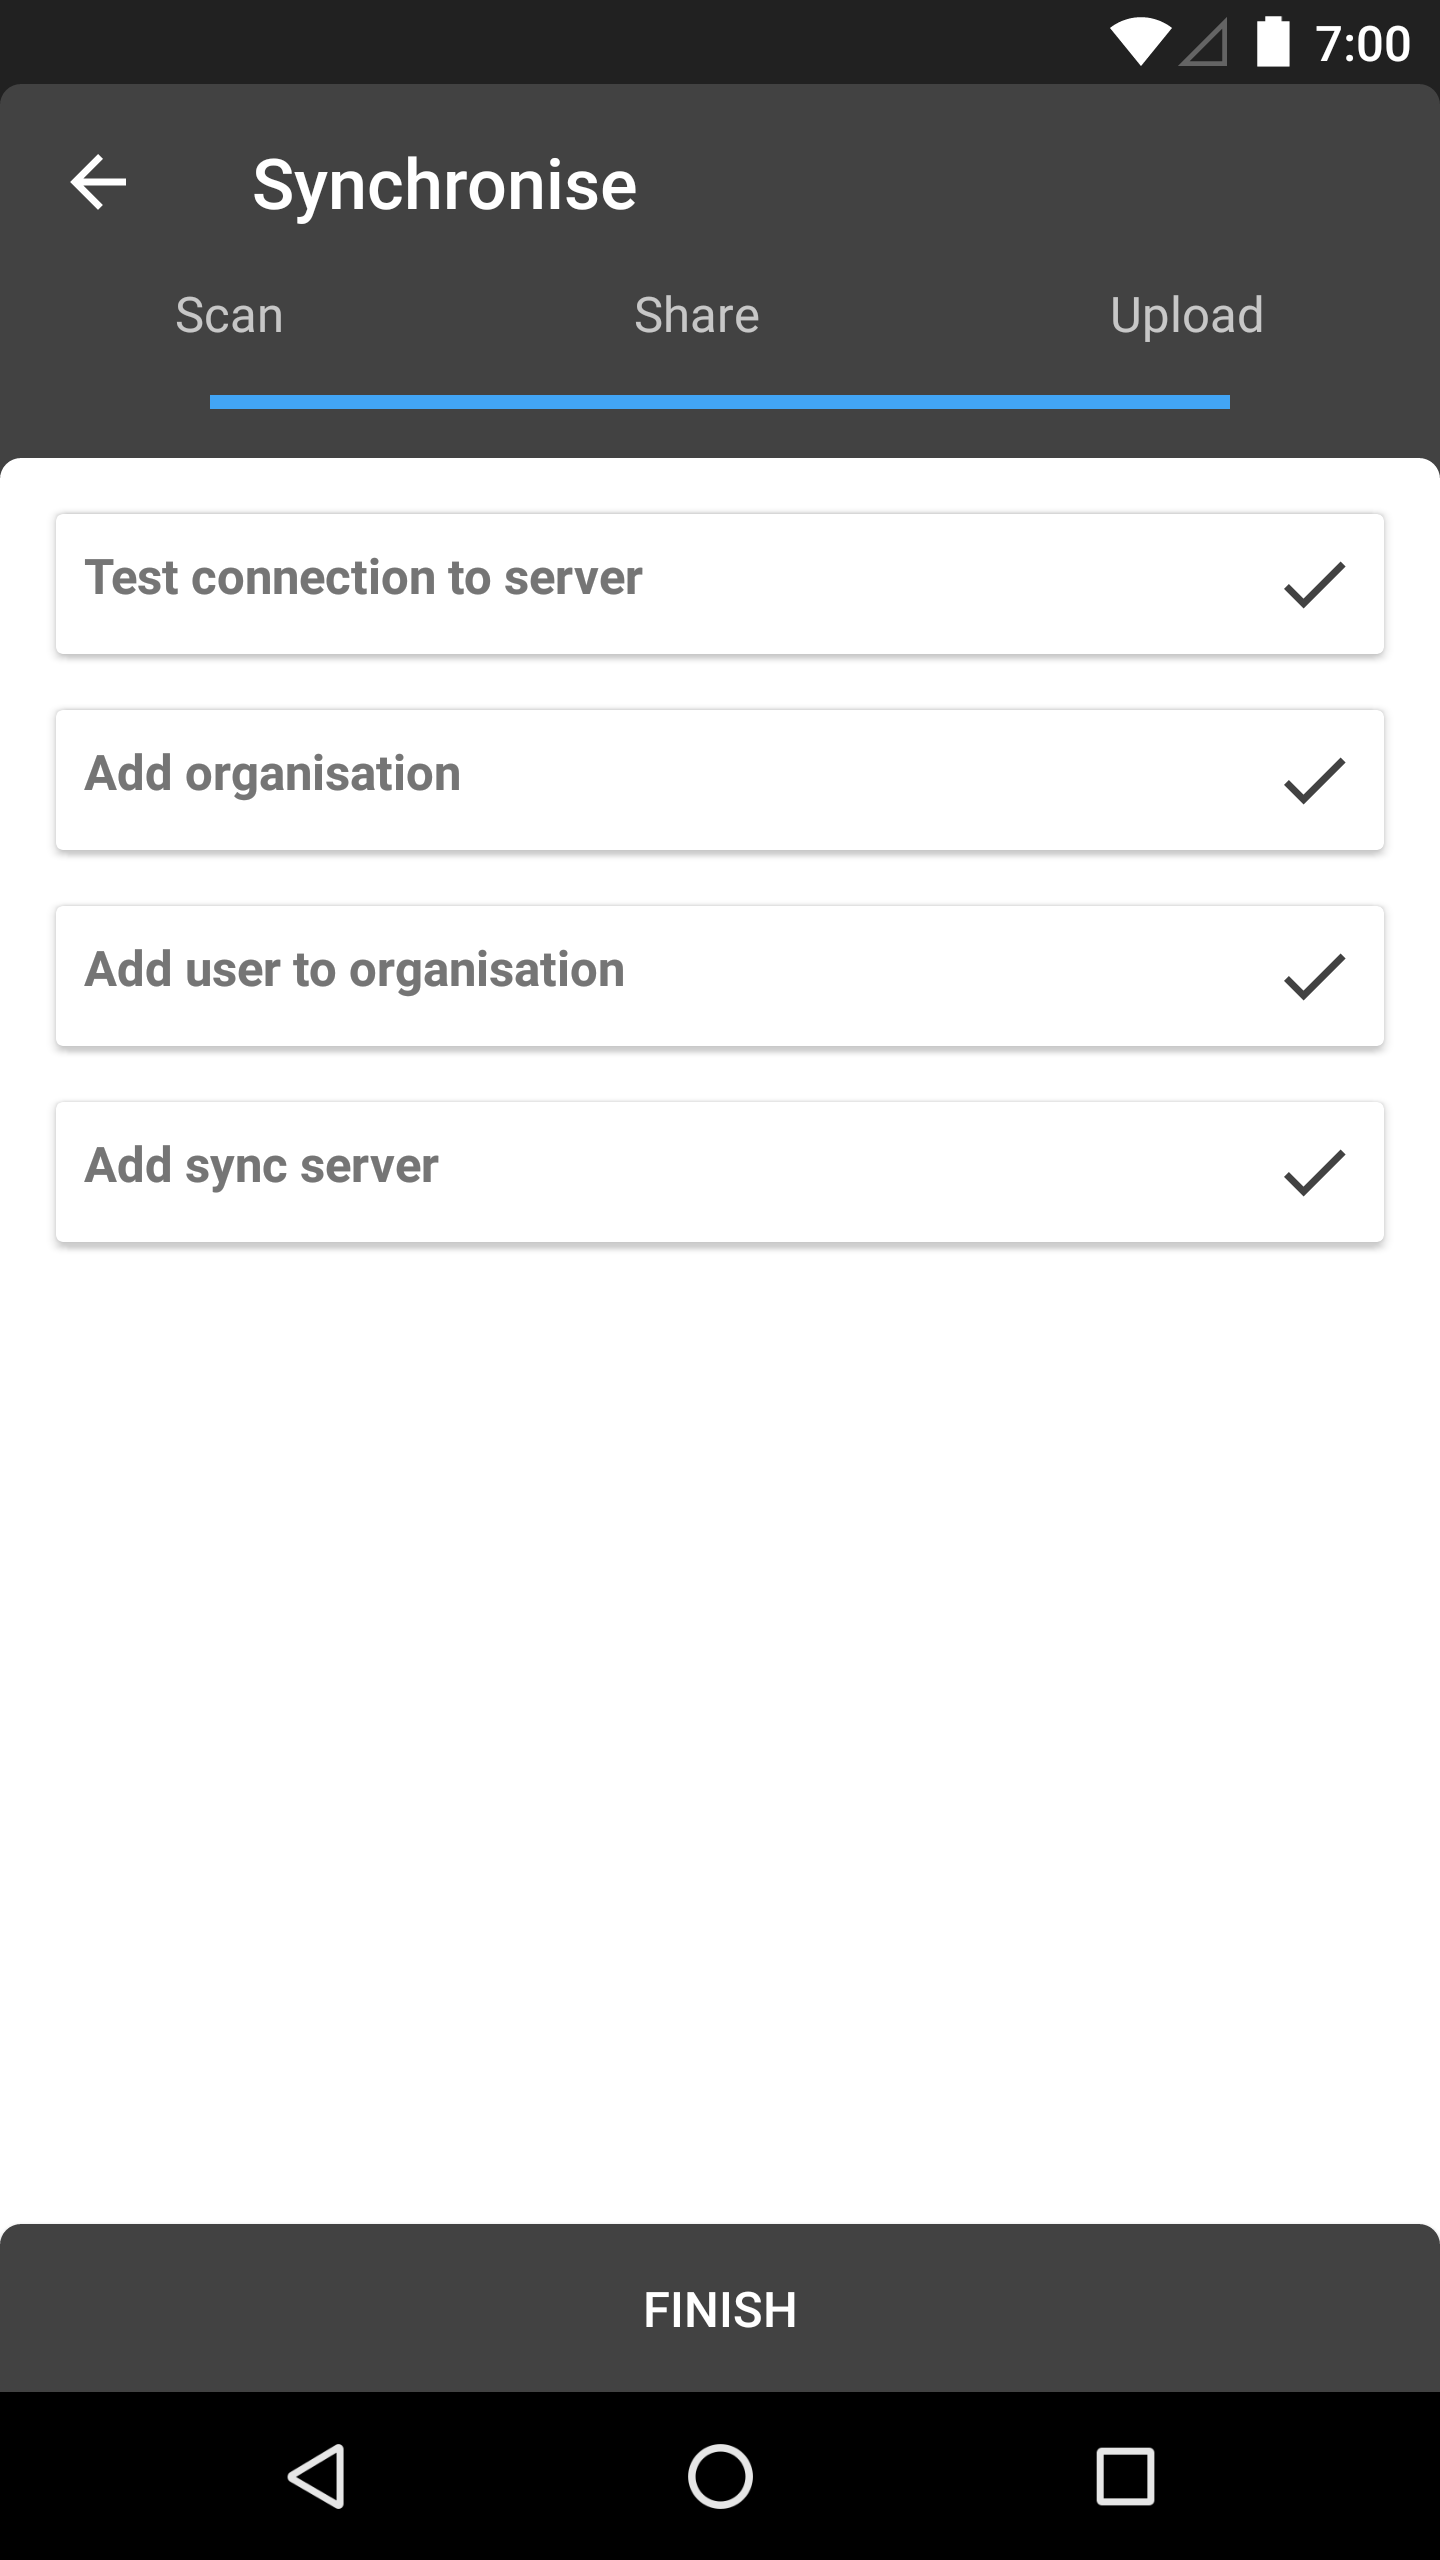 7:00
Synchronise
Scan Share Upload
Test connection to server
Add organisation
Add user to organisation
Add sync server
FINISH